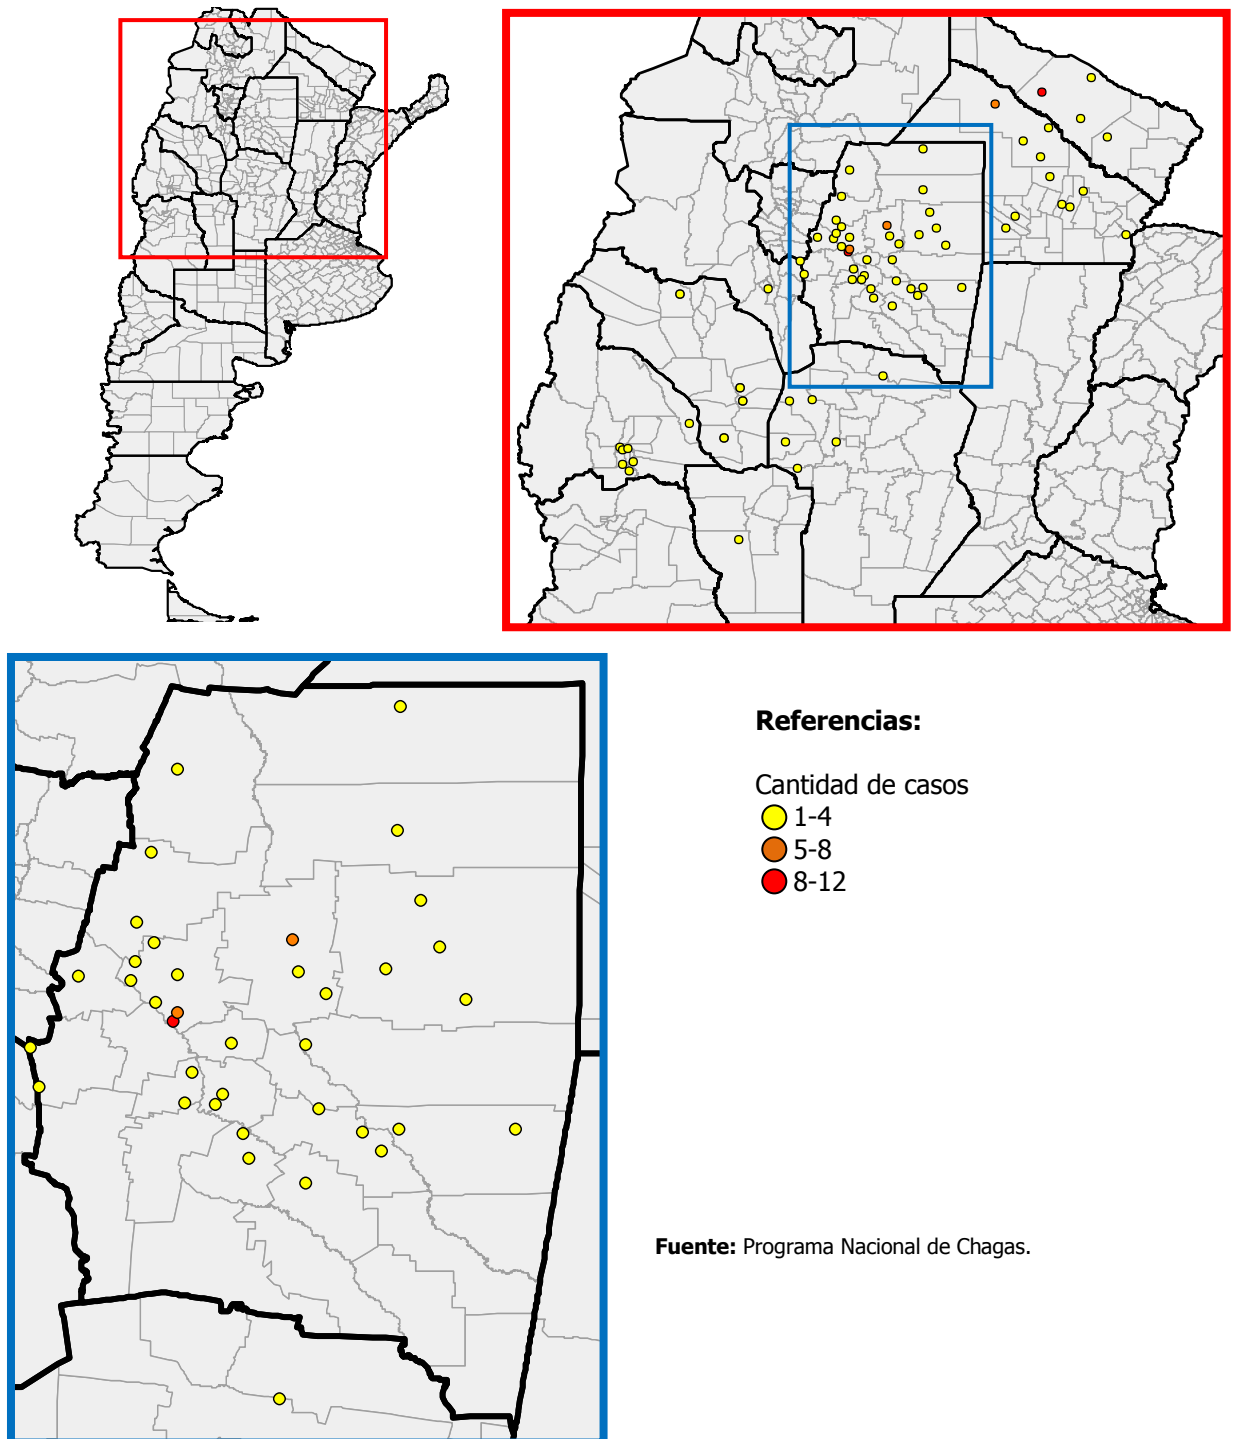 Referencias:
Cantidad de casos
1-4
5-8
8-12
Fuente: Programa Nacional de Chagas.